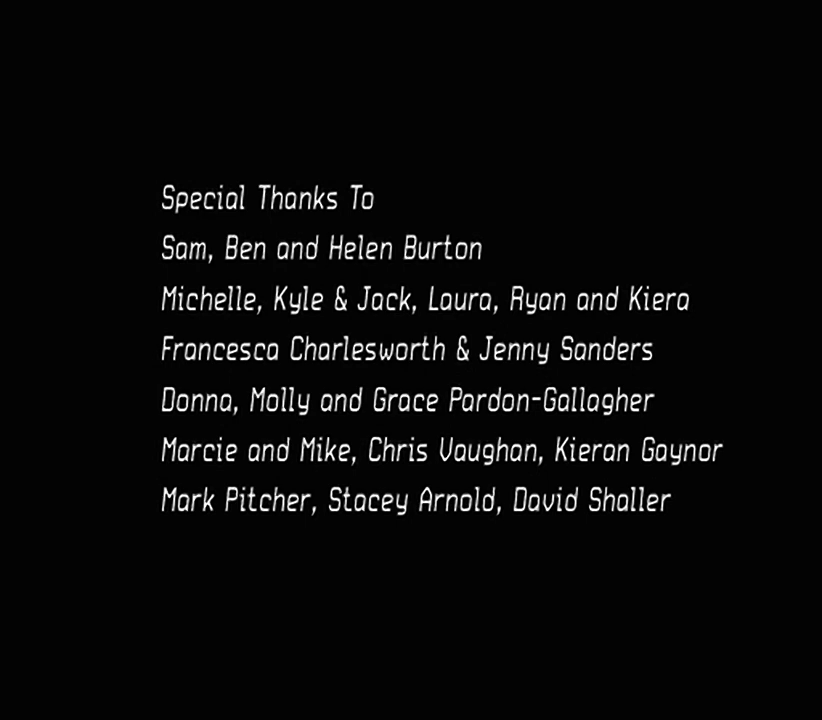 Special Thanks To
Sam, Ben and Helen Burton
Michelle, Kyle & Jack, Laura, Ryan and Kiera
Francesca Charlesworth & Jenny Sanders
Donna, Molly and Grace Pardon-Gallagher
Marcie and Mike, Chris Vaughan, Kieran Gaynor
Mark Pitcher, Stacey Arnold, David Shaller